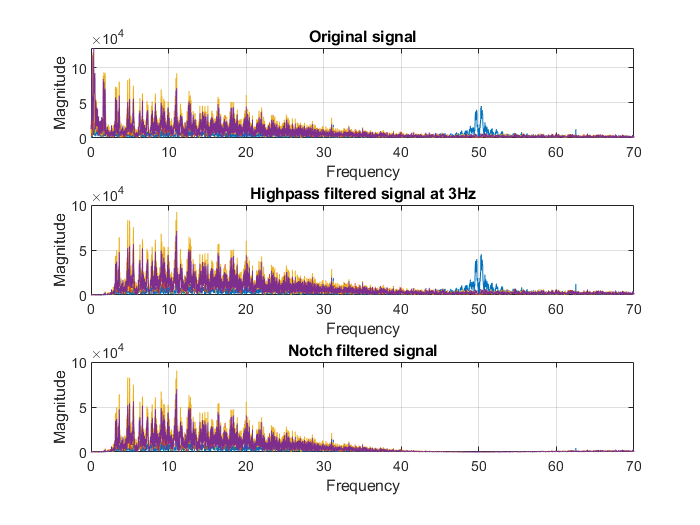 Original signal
×10⁴
10
5
0
Magnitude
0 10 20 30 40 50 60 70
Frequency
Highpass filtered signal at 3Hz
×10⁴
10
5
0
Magnitude
0 10 20 30 40 50 60 70
Frequency
Notch filtered signal
×10⁴
10
5
0
Magnitude
0 10 20 30 40 50 60 70
Frequency